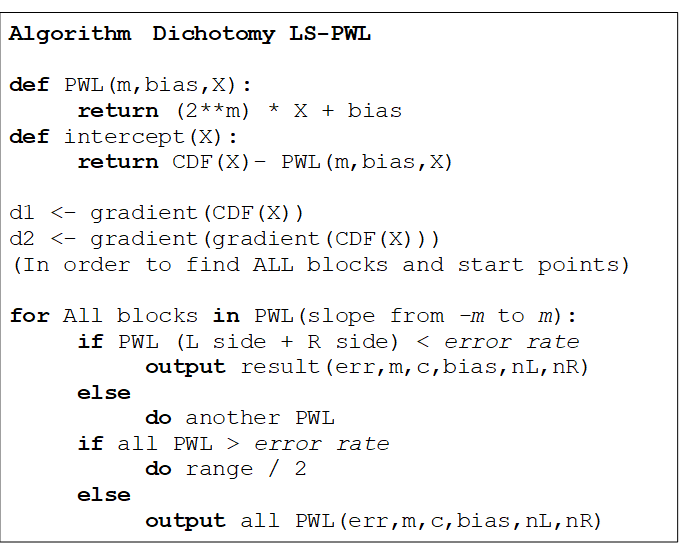 Algorithm Dichotomy LS-PWL
def PWL(m,bias,X):
return (2**m) * X + bias
def intercept(X):
return CDF(X)- PWL(m,bias,X)
d1 <- gradient(CDF(X))
d2 <- gradient(gradient(CDF(X)))
(In order to find ALL blocks and start points)
for All blocks in PWL(slope from -m to m):
if PWL (L side + R side) < error rate
output result(err,m,c,bias,nL,nR)
else
do another PWL
if all PWL > error rate
do range / 2
else
output all PWL(err,m,c,bias,nL,nR)